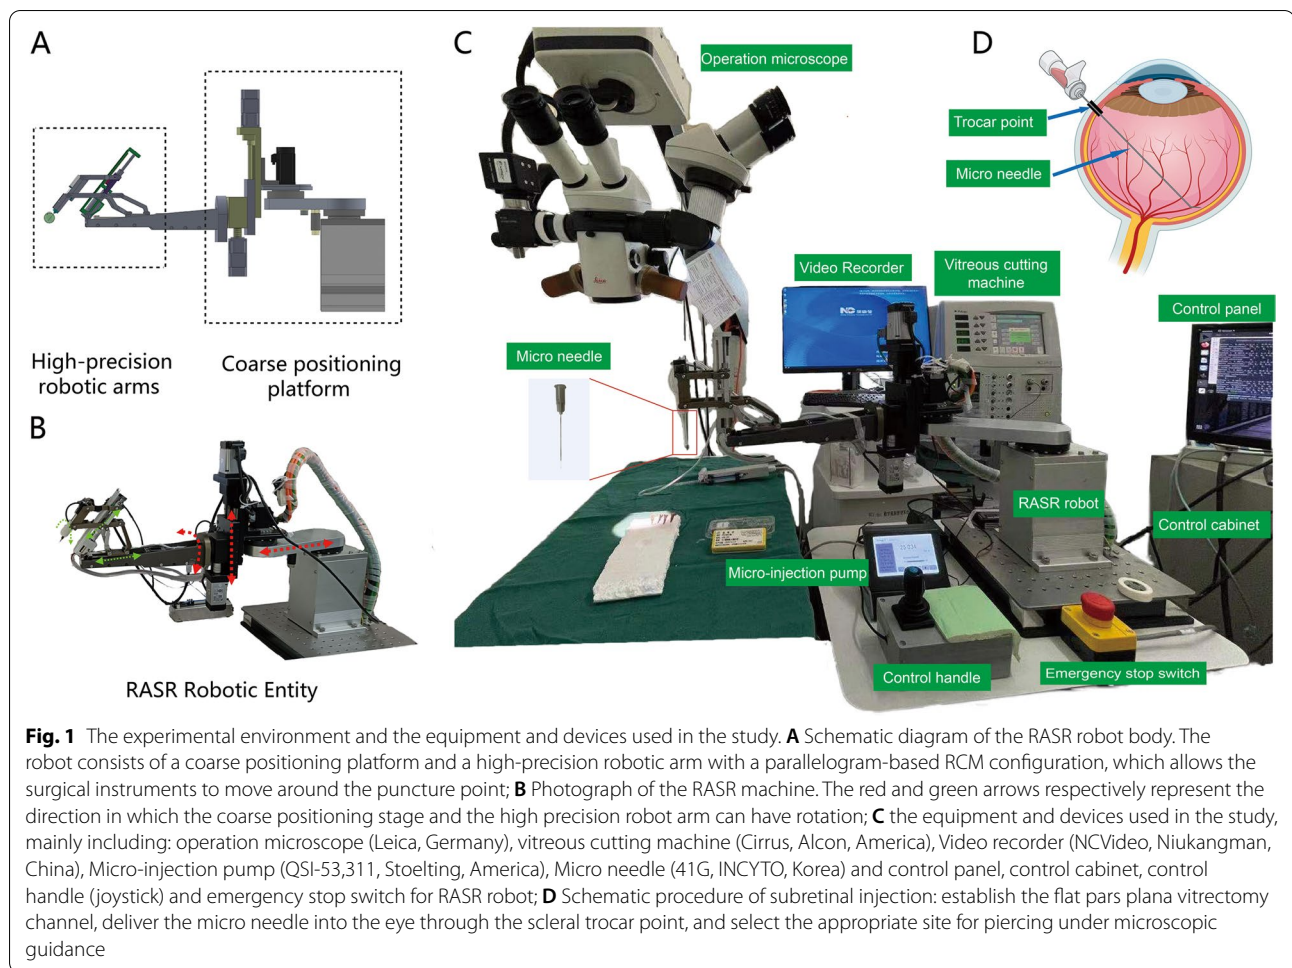 A
High-precision
robotic arms
Coarse positioning
platform
B
RASR Robotic Entity
C
Operation microscope
Micro needle
Video Recorder
Vitreous cutting
machine
Control panel
RASR robot
Control cabinet
Micro-injection pump
Control handle
Emergency stop switch
D
Trocar point
Micro needle
Fig. 1 The experimental environment and the equipment and devices used in the study. A Schematic diagram of the RASR robot body. The
robot consists of a coarse positioning platform and a high-precision robotic arm with a parallelogram-based RCM configuration, which allows the
surgical instruments to move around the puncture point; B Photograph of the RASR machine. The red and green arrows respectively represent the
direction in which the coarse positioning stage and the high precision robot arm can have rotation; C the equipment and devices used in the study,
mainly including: operation microscope (Leica, Germany), vitreous cutting machine (Cirrus, Alcon, America), Video recorder (NCVideo, Niukangman,
China), Micro-injection pump (QSI-53,311, Stoelting, America), Micro needle (41G, INCYTO, Korea) and control panel, control cabinet, control
handle (joystick) and emergency stop switch for RASR robot; D Schematic procedure of subretinal injection: establish the flat pars plana vitrectomy
channel, deliver the micro needle into the eye through the scleral trocar point, and select the appropriate site for piercing under microscopic
guidance